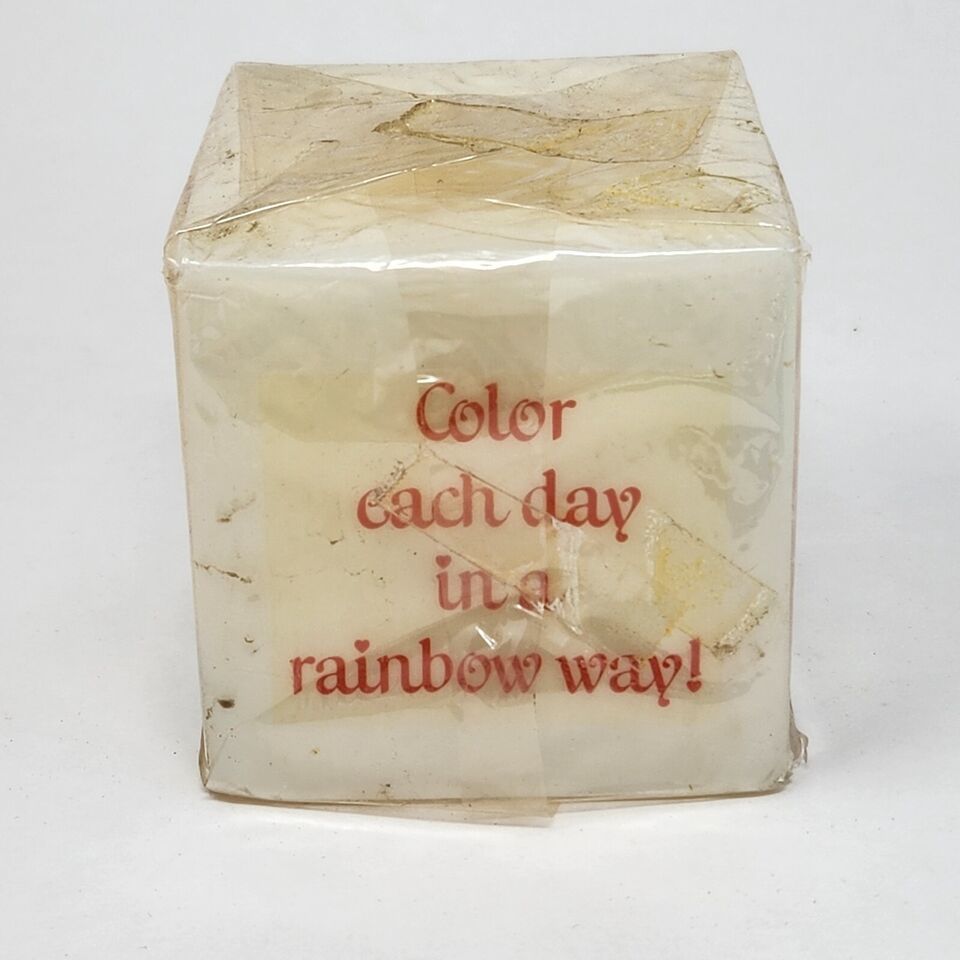 Color
each day
in a
rainbow way!